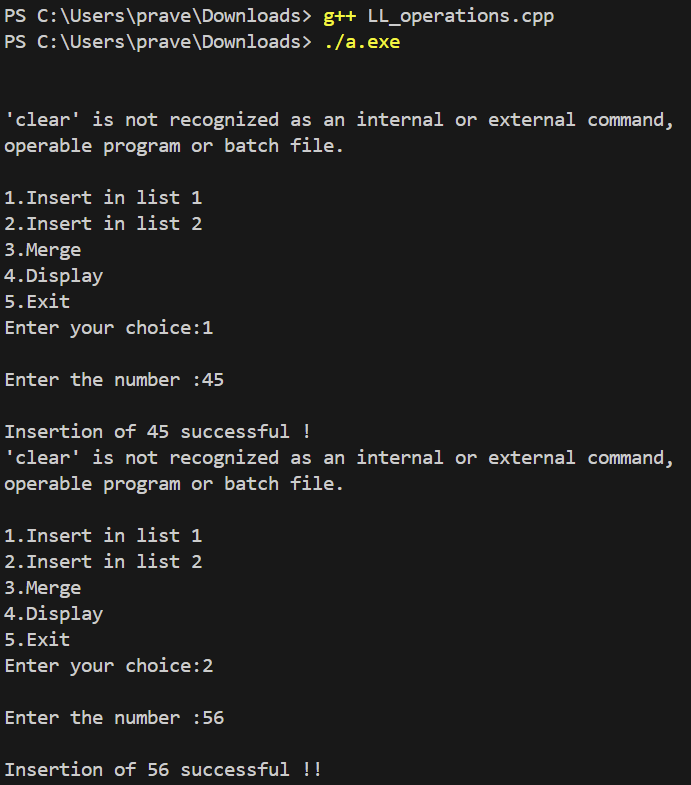 PS C:\Users\prave\Downloads> g++ LL_operations.cpp
PS C:\Users\prave\Downloads> ./a.exe
'clear' is not recognized as an internal or external command,
operable program or batch file.
1.Insert in list 1
2.Insert in list 2
3.Merge
4.Display
5.Exit
Enter your choice:1
Enter the number :45
Insertion of 45 successful !
'clear' is not recognized as an internal or external command,
operable program or batch file.
1.Insert in list 1
2.Insert in list 2
3.Merge
4.Display
5.Exit
Enter your choice:2
Enter the number :56
Insertion of 56 successful !!